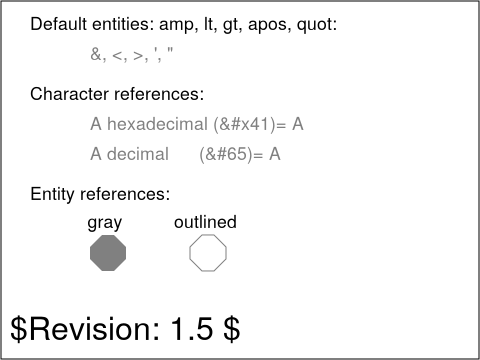 Default entities: amp, lt, gt, apos, quot:
&, <, >, ', "
Character references:
A hexadecimal (&#x41)= A
A decimal (&#65)= A
Entity references:
gray outlined
$Revision: 1.5 $